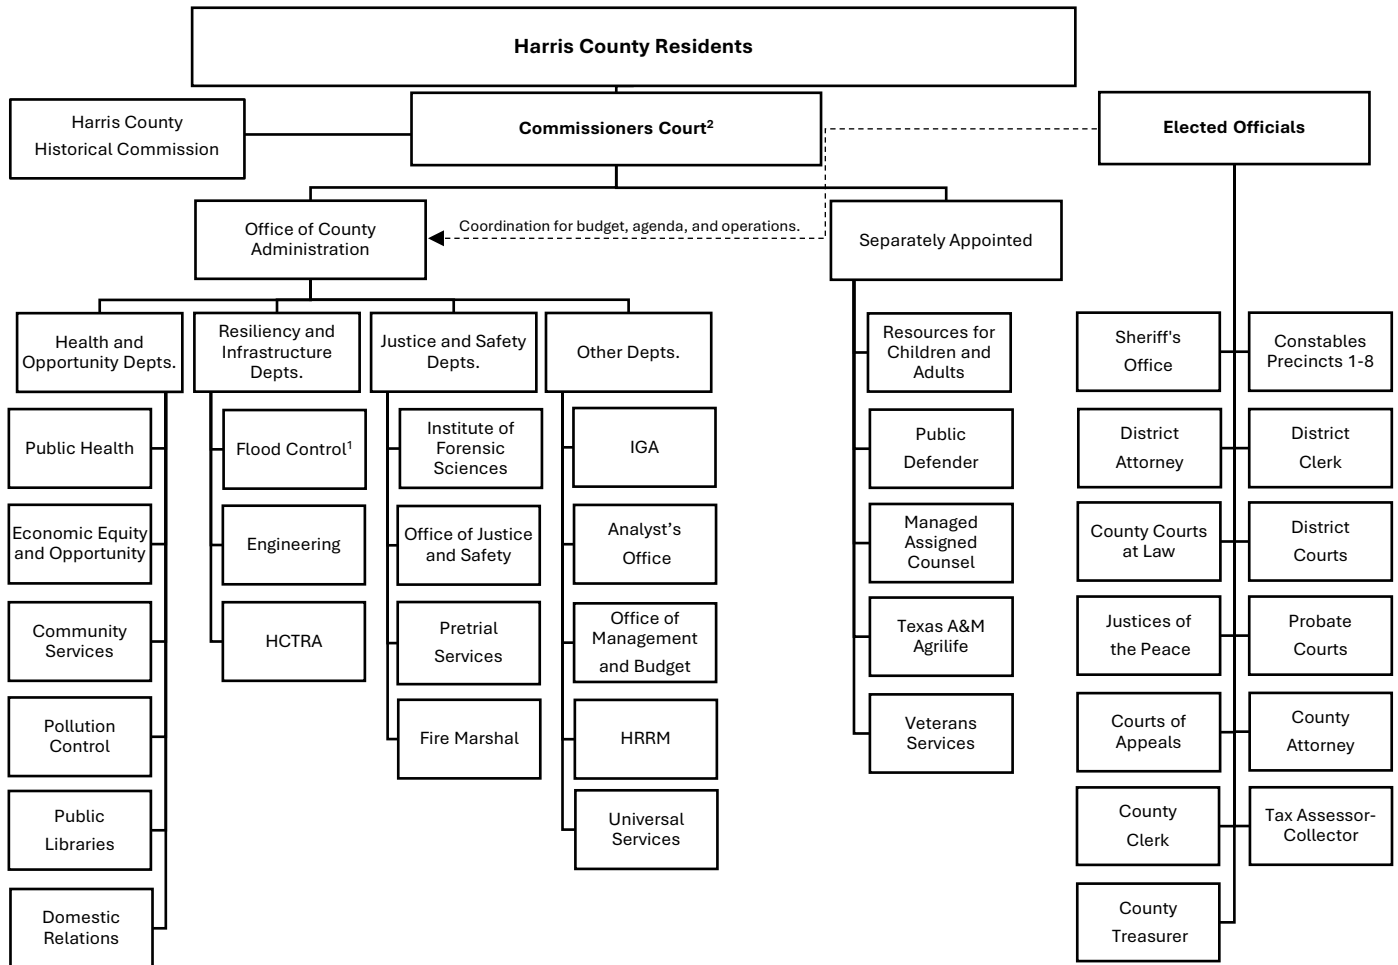 Harris County Residents
Harris County
Historical Commission
Commissioners Court²
Elected Officials
Office of County
Administration
Coordination for budget, agenda, and operations.
Separately Appointed
Health and
Opportunity Depts.
Resiliency and
Infrastructure
Depts.
Justice and Safety
Depts.
Other Depts.
Public Health
Economic Equity
and Opportunity
Community
Services
Pollution
Control
Public
Libraries
Domestic
Relations
Flood Control¹
Engineering
HCTRA
Institute of
Forensic
Sciences
Office of Justice
and Safety
Pretrial
Services
Fire Marshal
IGA
Analyst’s
Office
Office of
Management
and Budget
HRRM
Universal
Services
Resources for
Children and
Adults
Public
Defender
Managed
Assigned
Counsel
Texas A&M
Agrilife
Veterans
Services
Sheriff's
Office
Constables
Precincts 1-8
District
Attorney
District
Clerk
County Courts
at Law
District
Courts
Justices of
the Peace
Probate
Courts
Courts of
Appeals
County
Attorney
County
Clerk
Tax Assessor-
Collector
County
Treasurer